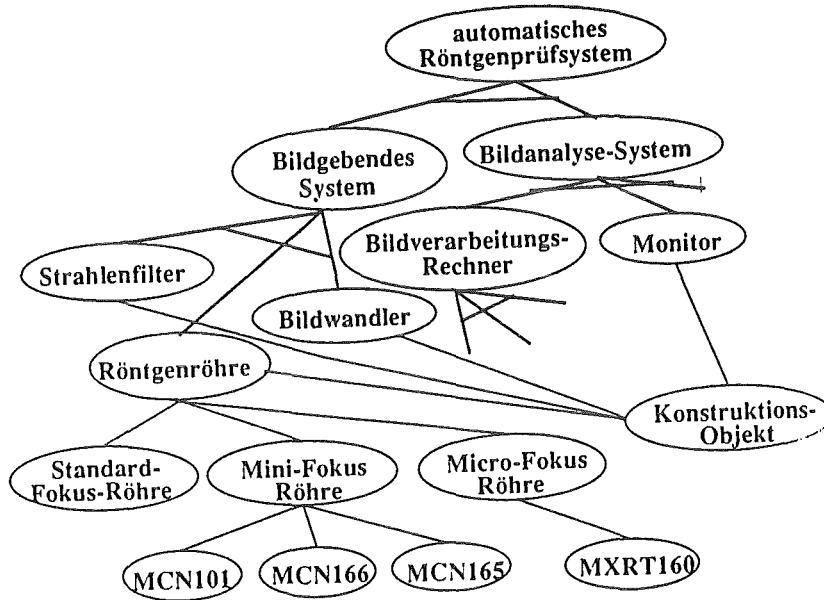 automatisches
Röntgenprüfsystem
Bildgebendes
System
Bildanalyse-System
Strahlenfilter
Bildverarbeitungs-
Rechner
Monitor
Bildwandler
Röntgenröhre
Konstruktions-
Objekt
Standard-
Fokus-Röhre
Mini-Fokus
Röhre
Micro-Fokus
Röhre
MCN101
MCN166
MCN165
MXRT160